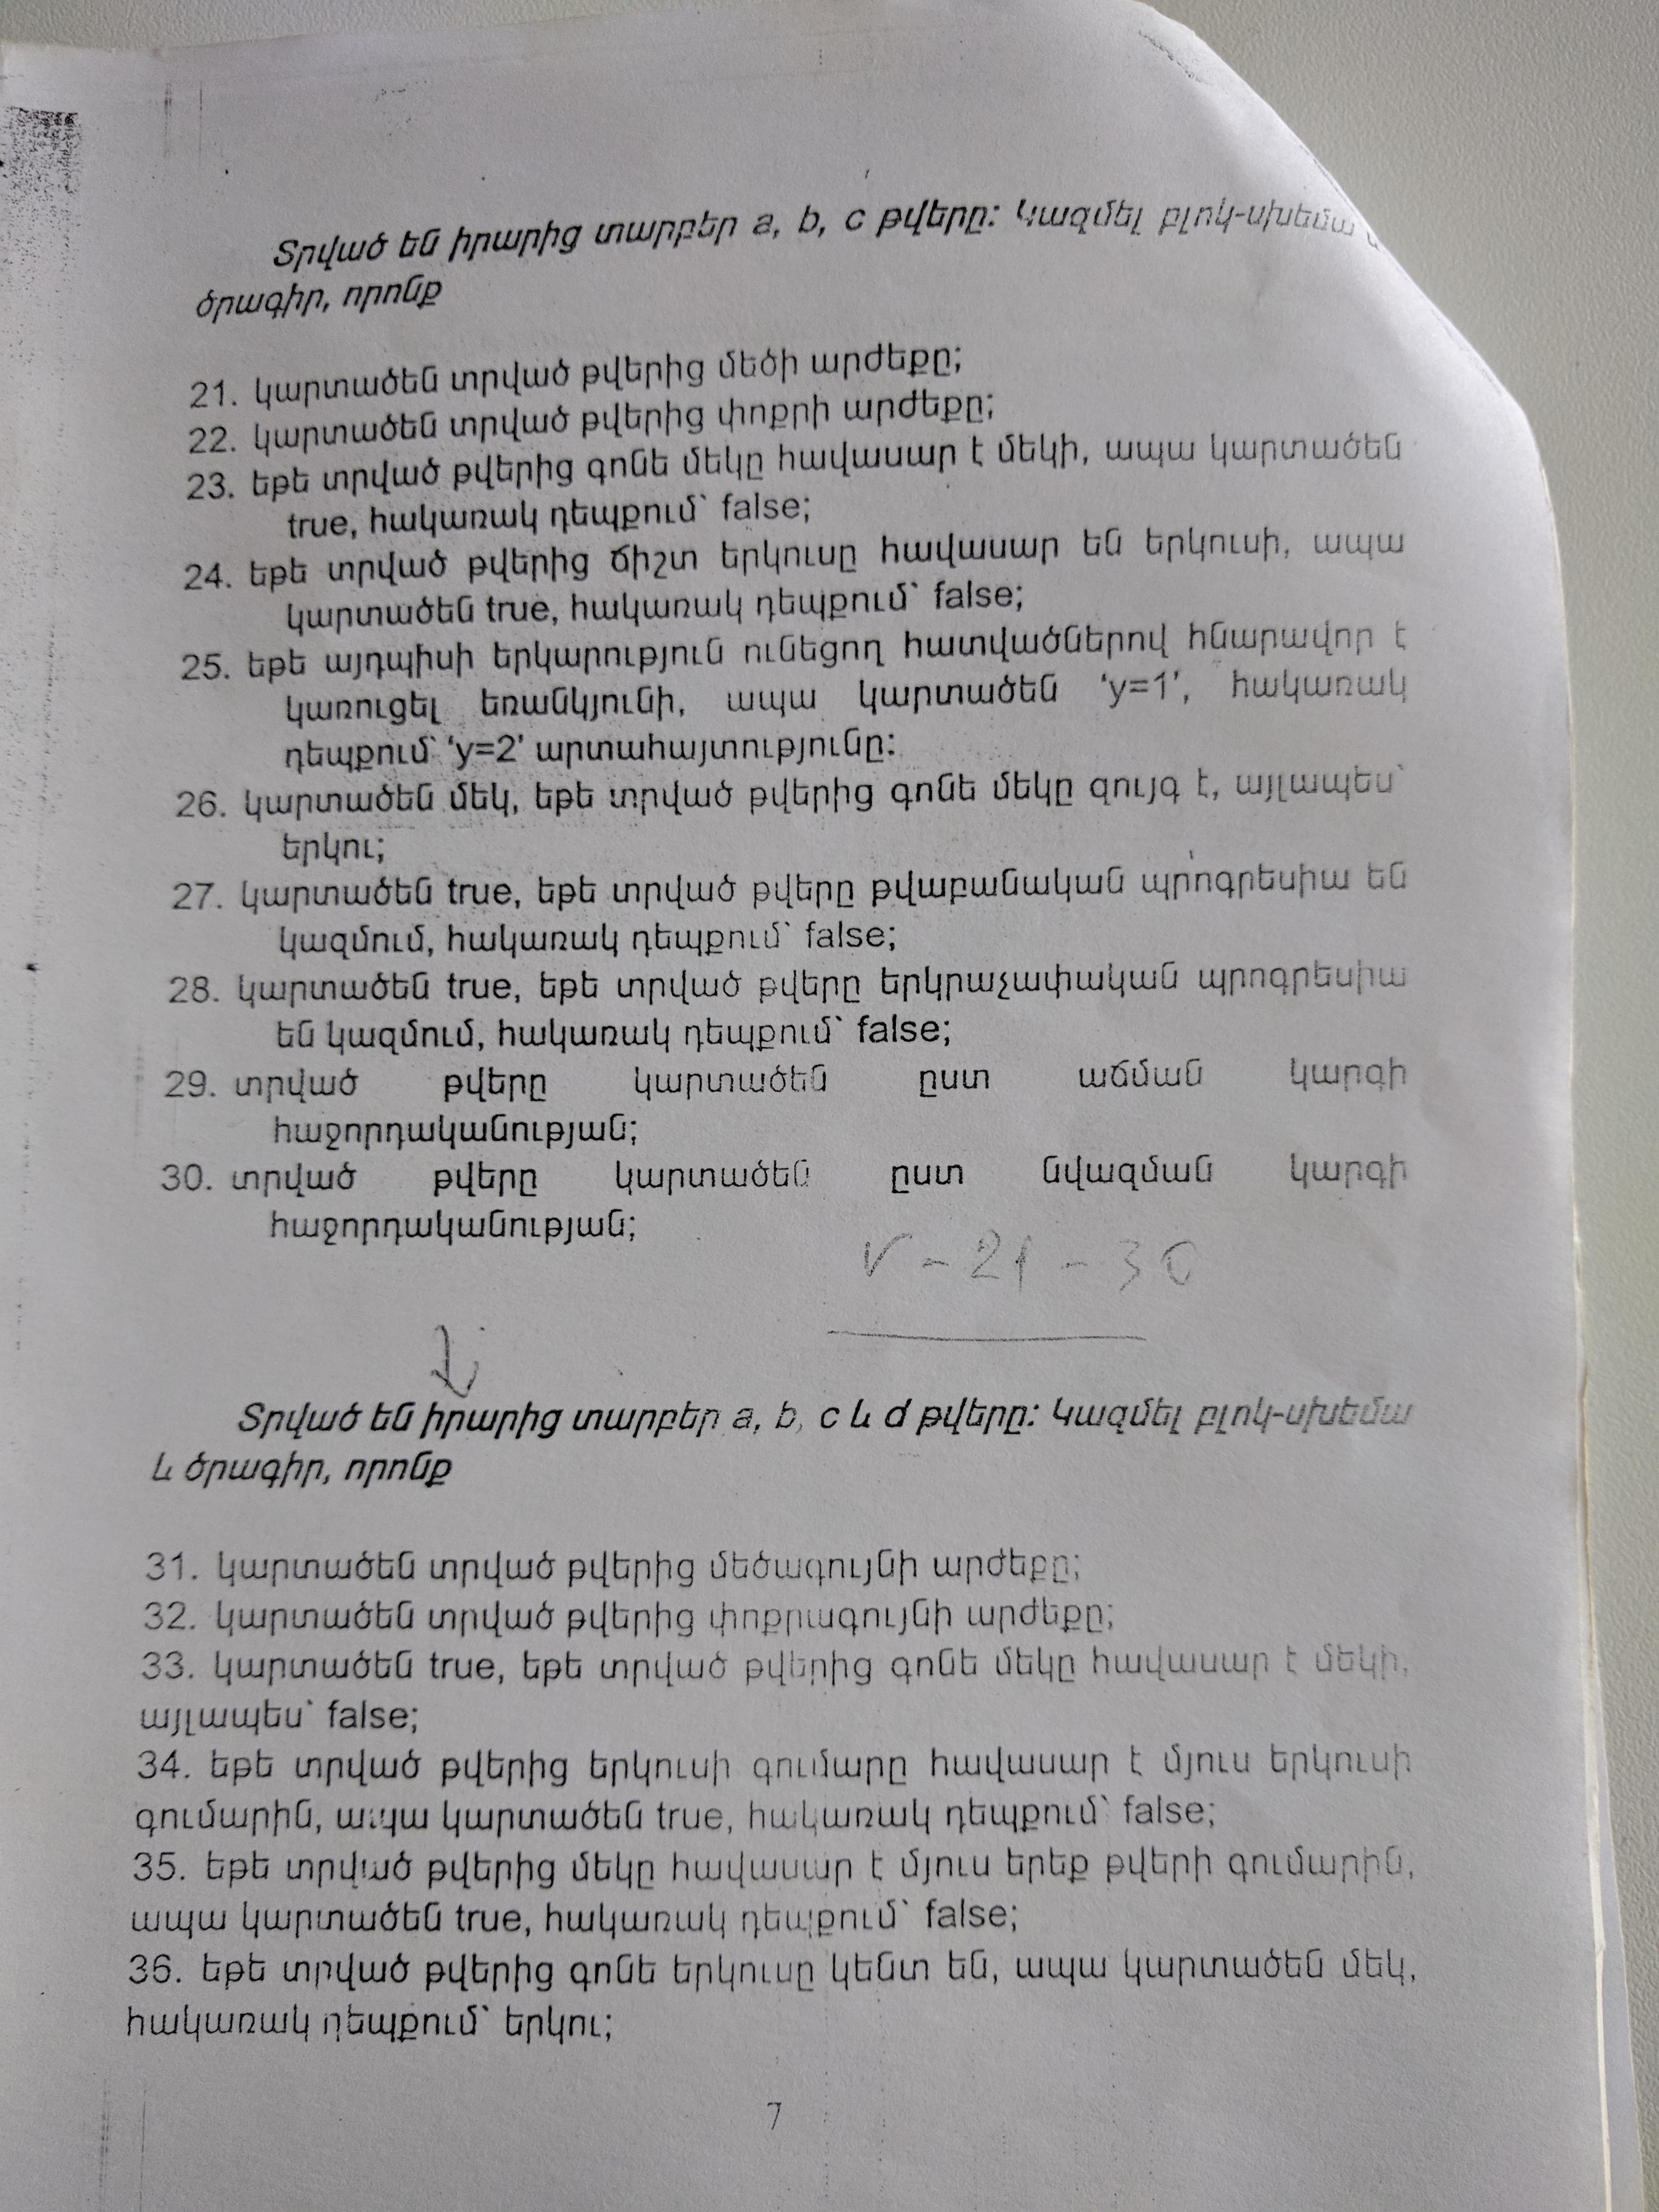 Տրված են իրարից տարբեր a, b, c թվերը: Կազմել բլոկ-սխեմա
ծրագիր, որոնք
21. կարտածեն տրված թվերից մեծի արժեքը;
22. կարտածեն տրված թվերից փոքրի արժեքը;
23. եթե տրված թվերից գոնե մեկը հավասար է մեկի, ապա կարտածեն
true, հակառակ դեպքում՝ false;
24. եթե տրված թվերից ճիշտ երկուսը հավասար են երկուսի, ապա
կարտածեն true, հակառակ դեպքում՝ false;
25. եթե այդպիսի երկարություն ունեցող հատվածներով հնարավոր է
կառուցել եռանկյունի, ապա կարտածեն ‘y=1’, հակառակ
դեպքում՝ ‘y=2’ արտահայտությունը:
26. կարտածեն մեկ, եթե տրված թվերից գոնե մեկը զույգ է, այլապես՝
երկու;
27. կարտածեն true, եթե տրված թվերը թվաբանական պրոգրեսիա են
կազմում, հակառակ դեպքում՝ false;
28. կարտածեն true, եթե տրված թվերը երկրաչափական պրոգրեսիա
են կազմում, հակառակ դեպքում՝ false;
29. տրված թվերը կարտածեն ըստ աճման կարգի
հաջորդականության;
30. տրված թվերը կարտածեն ըստ նվազման կարգի
հաջորդականության;
v - 21 - 30
Տրված են իրարից տարբեր a, b, c և d թվերը: Կազմել բլոկ-սխեմա
և ծրագիր, որոնք
31. կարտածեն տրված թվերից մեծագույնի արժեքը;
32. կարտածեն տրված թվերից փոքրագույնի արժեքը;
33. կարտածեն true, եթե տրված թվերից գոնե մեկը հավասար է մեկի,
այլապես՝ false;
34. եթե տրված թվերից երկուսի գումարը հավասար է մյուս երկուսի
գումարին, ապա կարտածեն true, հակառակ դեպքում՝ false;
35. եթե տրված թվերից մեկը հավասար է մյուս երեք թվերի գումարին,
ապա կարտածեն true, հակառակ դեպքում՝ false;
36. եթե տրված թվերից գոնե երկուսը կենտ են, ապա կարտածեն մեկ,
հակառակ դեպքում՝ երկու;
7